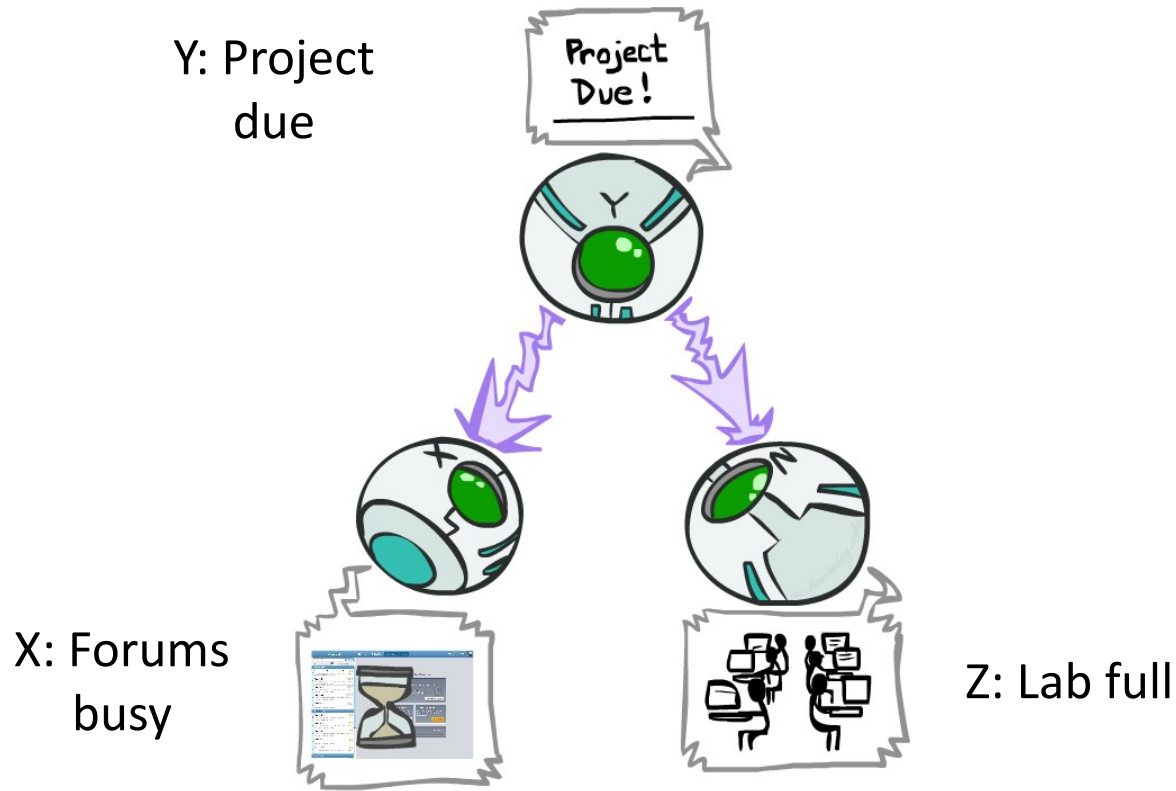 Y: Project
due
Project
Due!
Y
X
Z
X: Forums
busy
Z: Lab full